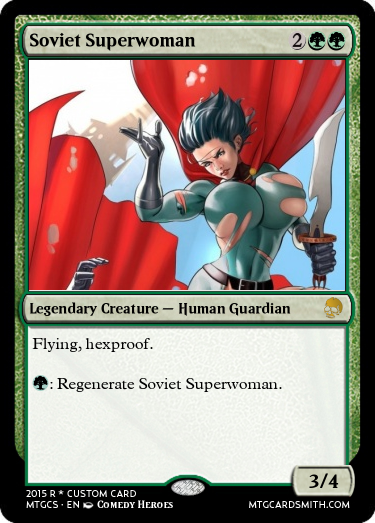 Soviet Superwoman 2
Legendary Creature — Human Guardian
Flying, hexproof.
: Regenerate Soviet Superwoman.
3/4
2015 R * CUSTOM CARD
MTGCS · EN COMEDY HEROES
MTGCARDSMITH.COM